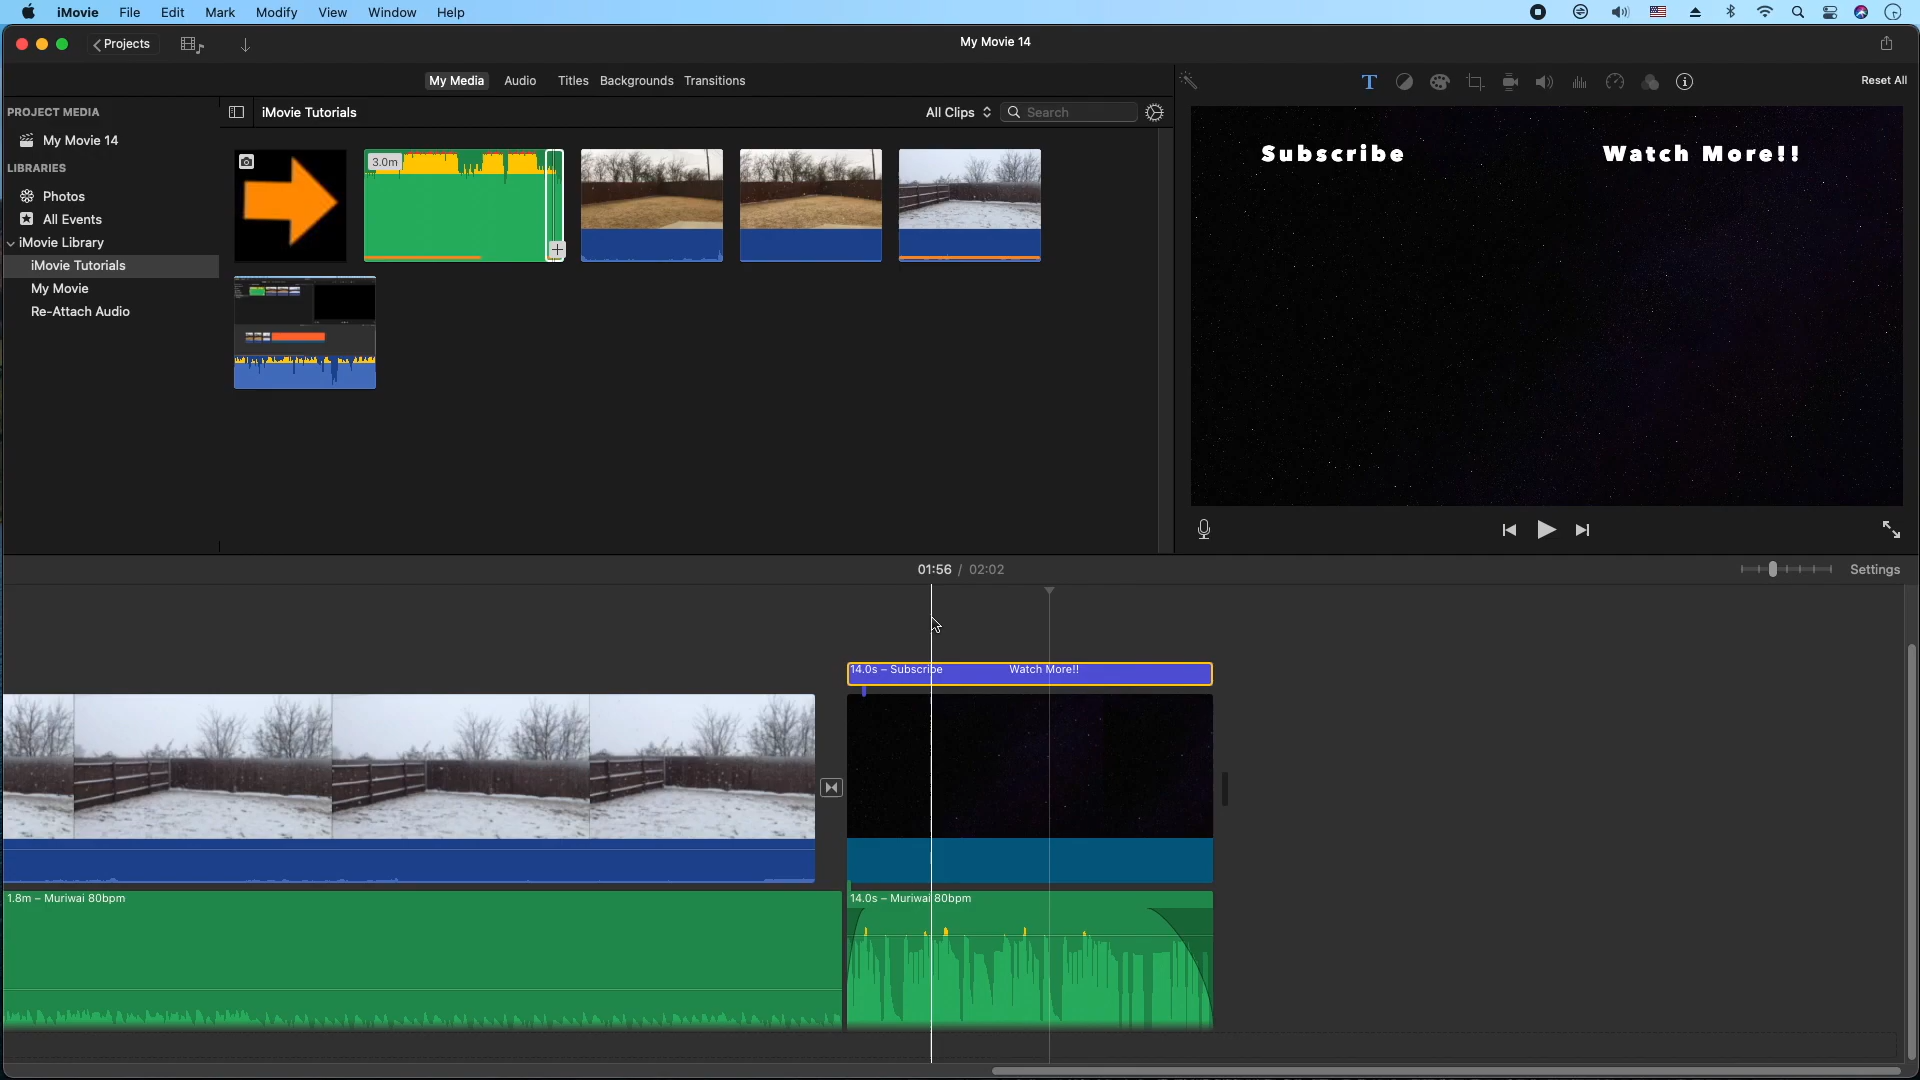 iMovie File Edit Mark Modify View Window Help
Projects
My Movie 14
My Media Audio Titles Backgrounds Transitions
Reset All
PROJECT MEDIA
My Movie 14
LIBRARIES
Photos
All Events
iMovie Library
iMovie Tutorials
My Movie
Re-Attach Audio
iMovie Tutorials
All Clips
Search
3.0m
Subscribe Watch More!!
01:56 / 02:02
Settings
14.0s – Subscribe Watch More!!
1.8m – Muriwai 80bpm
14.0s – Muriwai 80bpm